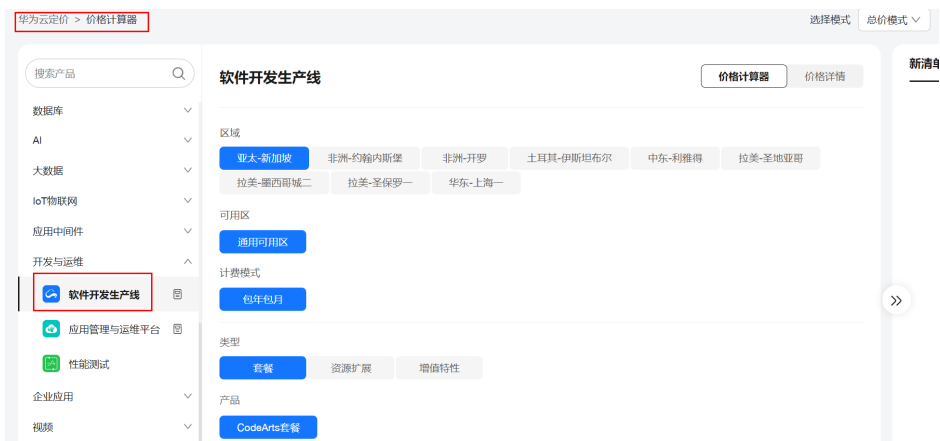 华为云定价 > 价格计算器
选择模式 总价模式
搜索产品
数据库
AI
大数据
IoT物联网
应用中间件
开发与运维
软件开发生产线
应用管理与运维平台
性能测试
企业应用
视频
软件开发生产线
价格计算器 价格详情
区域
亚太-新加坡 非洲-约翰内斯堡 非洲-开罗 土耳其-伊斯坦布尔 中东-利雅得 拉美-圣地亚哥
拉美-墨西哥城二 拉美-圣保罗一 华东-上海一
可用区
通用可用区
计费模式
包年包月
类型
套餐 资源扩展 增值特性
产品
CodeArts套餐
新清单